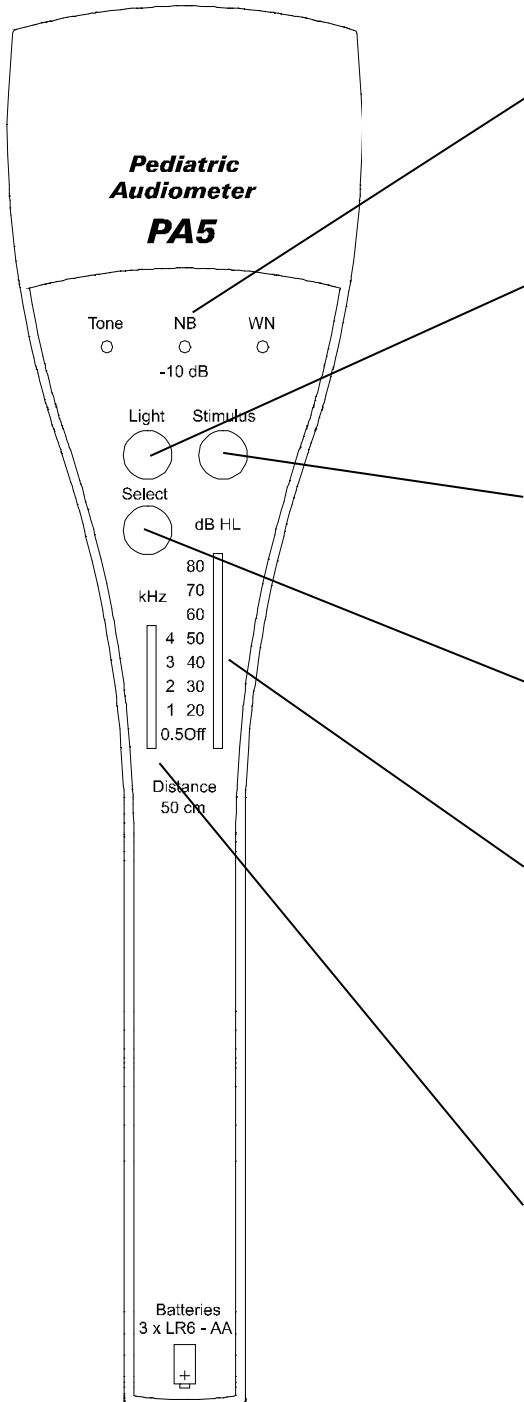 Pediatric
Audiometer
PA5
Tone NB WN
-10 dB
Light Stimulus
Select
dB HL
80
70
kHz 60
4 50
3 40
2 30
1 20
0.5 Off
Distance
50 cm
Batteries
3 x LR6 - AA
+